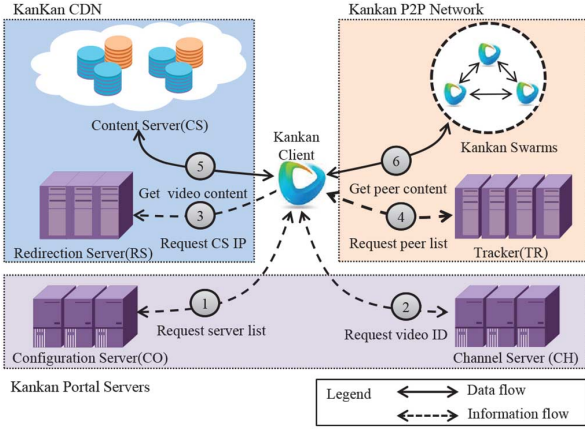 KanKan CDN
Kankan P2P Network
Content Server(CS)
Kankan
Client
Kankan Swarms
5
6
Get video content
Get peer content
3
4
Request CS IP
Request peer list
Redirection Server(RS)
Tracker(TR)
1
2
Request server list
Request video ID
Configuration Server(CO)
Channel Server (CH)
Kankan Portal Servers
Legend
Data flow
Information flow